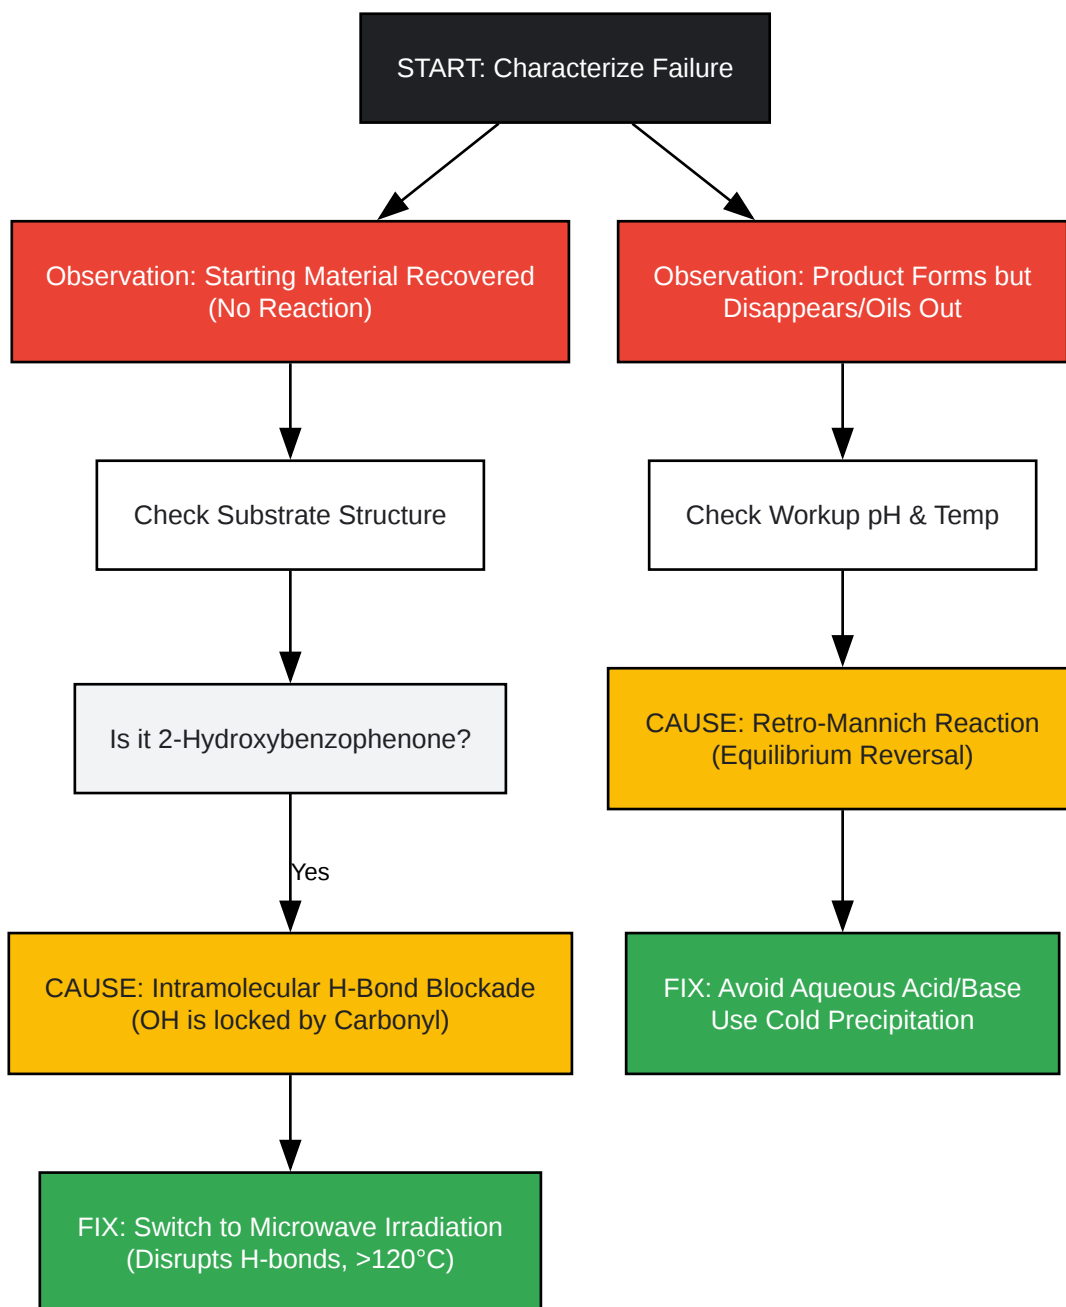 START: Characterize Failure
Observation: Starting Material Recovered
(No Reaction)
Observation: Product Forms but
Disappears/Oils Out
Check Substrate Structure
Check Workup pH & Temp
Is it 2-Hydroxybenzophenone?
CAUSE: Retro-Mannich Reaction
(Equilibrium Reversal)
Yes
CAUSE: Intramolecular H-Bond Blockade
(OH is locked by Carbonyl)
FIX: Avoid Aqueous Acid/Base
Use Cold Precipitation
FIX: Switch to Microwave Irradiation
(Disrupts H-bonds, >120°C)